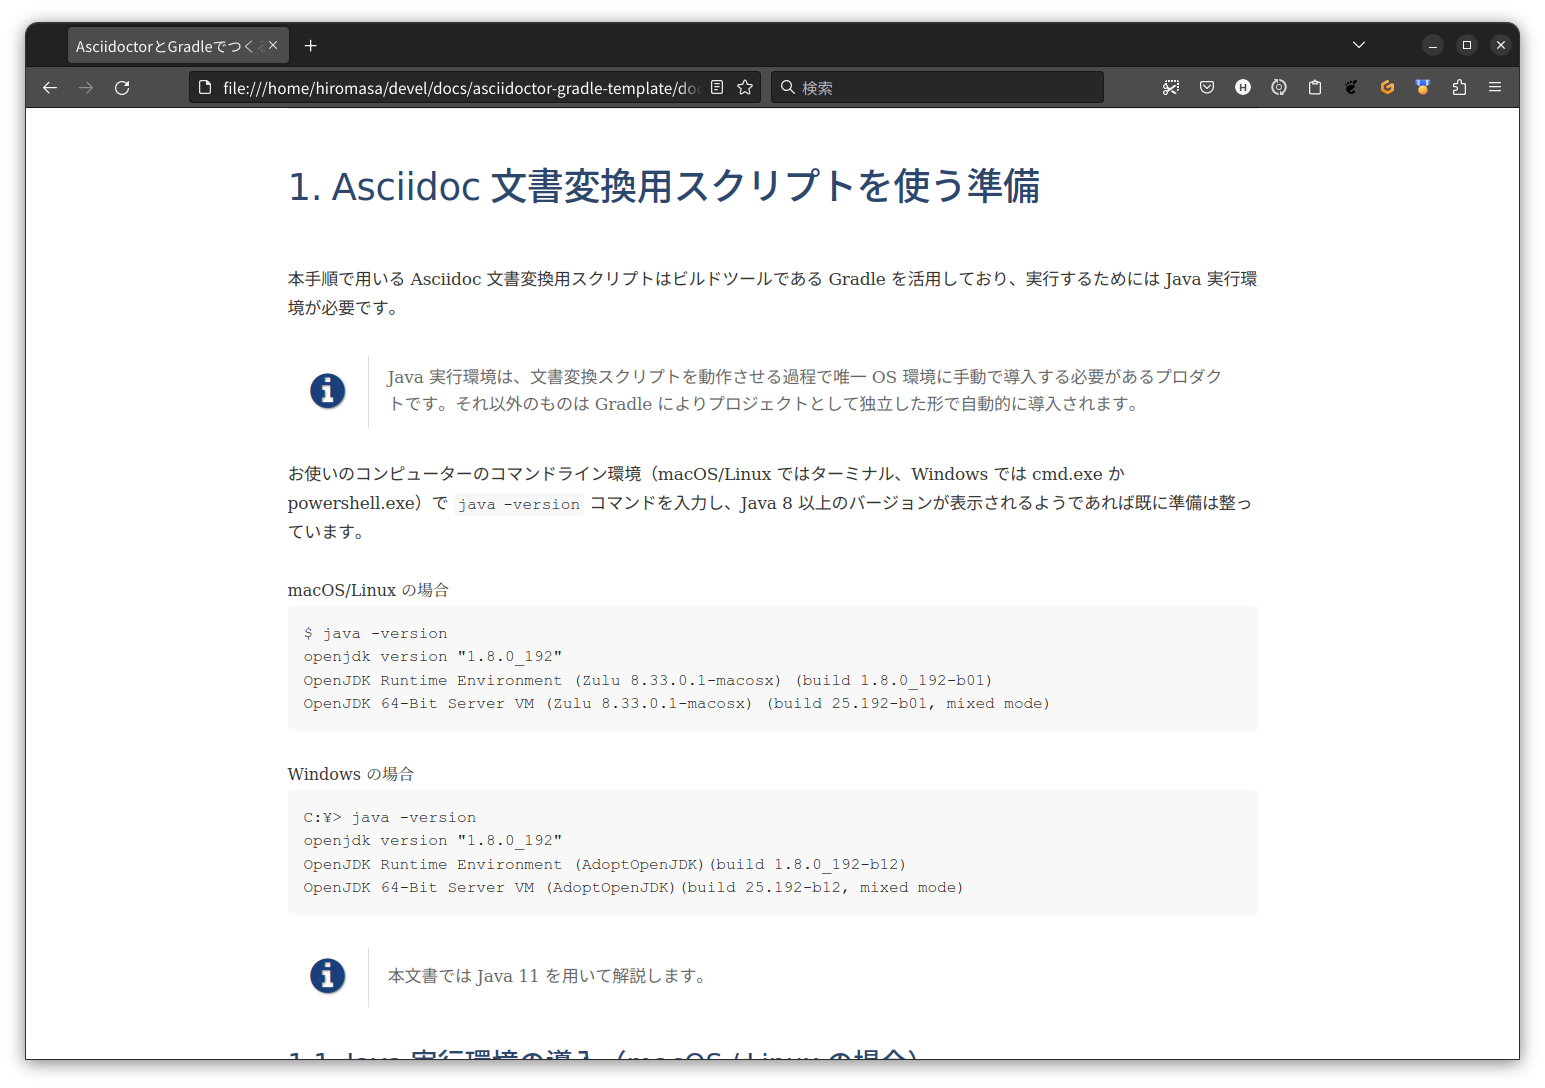 AsciidoctorとGradleでつくる
file:///home/hiromasa/devel/docs/asciidoctor-gradle-template/doc
検索
1. Asciidoc 文書変換用スクリプトを使う準備
本手順で用いる Asciidoc 文書変換用スクリプトはビルドツールである Gradle を活用しており、実行するためには Java 実行環
境が必要です。
Java 実行環境は、文書変換スクリプトを動作させる過程で唯一 OS 環境に手動で導入する必要があるプロダク
トです。それ以外のものは Gradle によりプロジェクトとして独立した形で自動的に導入されます。
お使いのコンピューターのコマンドライン環境（macOS/Linux ではターミナル、Windows では cmd.exe か
powershell.exe）で java -version コマンドを入力し、Java 8 以上のバージョンが表示されるようであれば既に準備は整っ
ています。
macOS/Linux の場合
$ java -version
openjdk version "1.8.0_192"
OpenJDK Runtime Environment (Zulu 8.33.0.1-macosx) (build 1.8.0_192-b01)
OpenJDK 64-Bit Server VM (Zulu 8.33.0.1-macosx) (build 25.192-b01, mixed mode)
Windows の場合
C:¥> java -version
openjdk version "1.8.0_192"
OpenJDK Runtime Environment (AdoptOpenJDK)(build 1.8.0_192-b12)
OpenJDK 64-Bit Server VM (AdoptOpenJDK)(build 25.192-b12, mixed mode)
本文書では Java 11 を用いて解説します。
1.1. Java 実行環境の導入（macOS / Linux の場合）